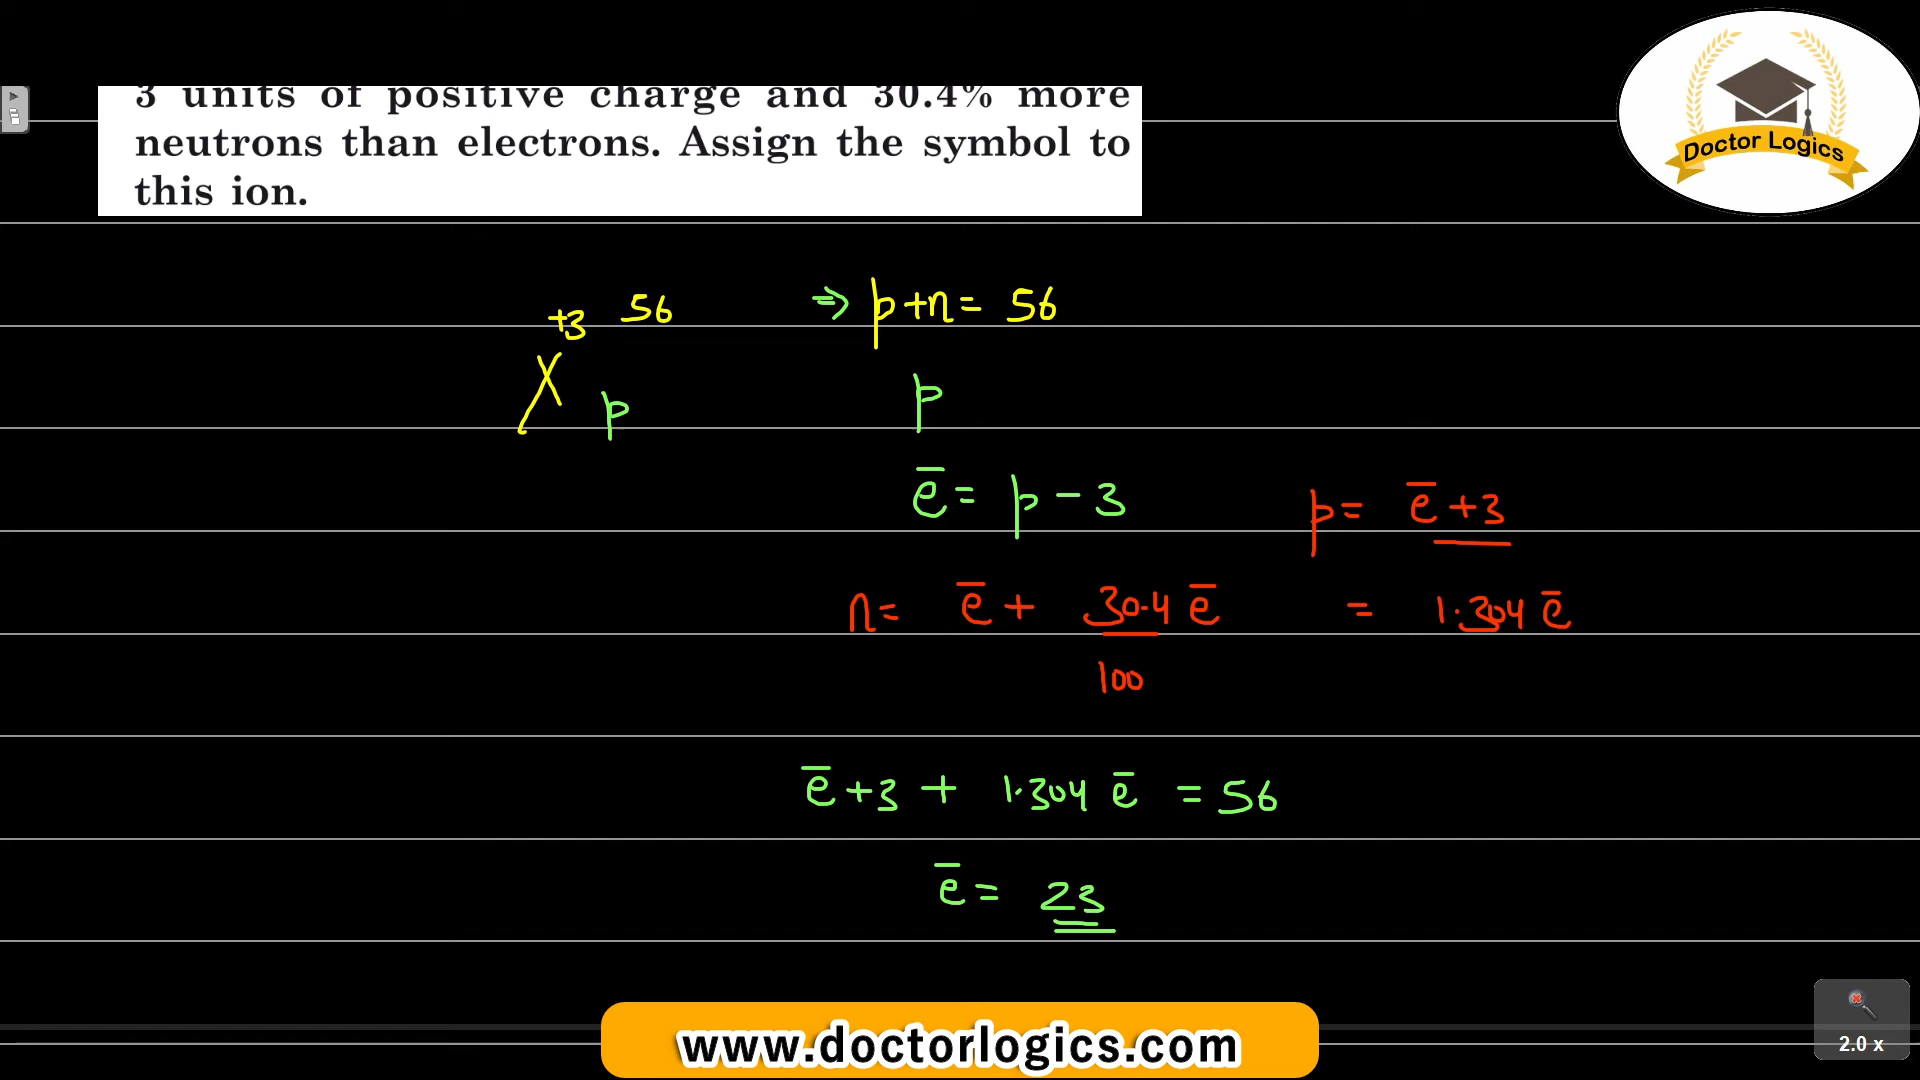 3 units of positive charge and 30.4% more
neutrons than electrons. Assign the symbol to
this ion.
Doctor Logics
+3 56
X p
⇒ p+n= 56
p
e̅ = p - 3
p= e̅ +3
n= e̅ + 30.4 e̅ = 1.304 e̅
100
e̅ +3 + 1.304 e̅ = 56
e̅ = 23
www.doctorlogics.com
2.0 x